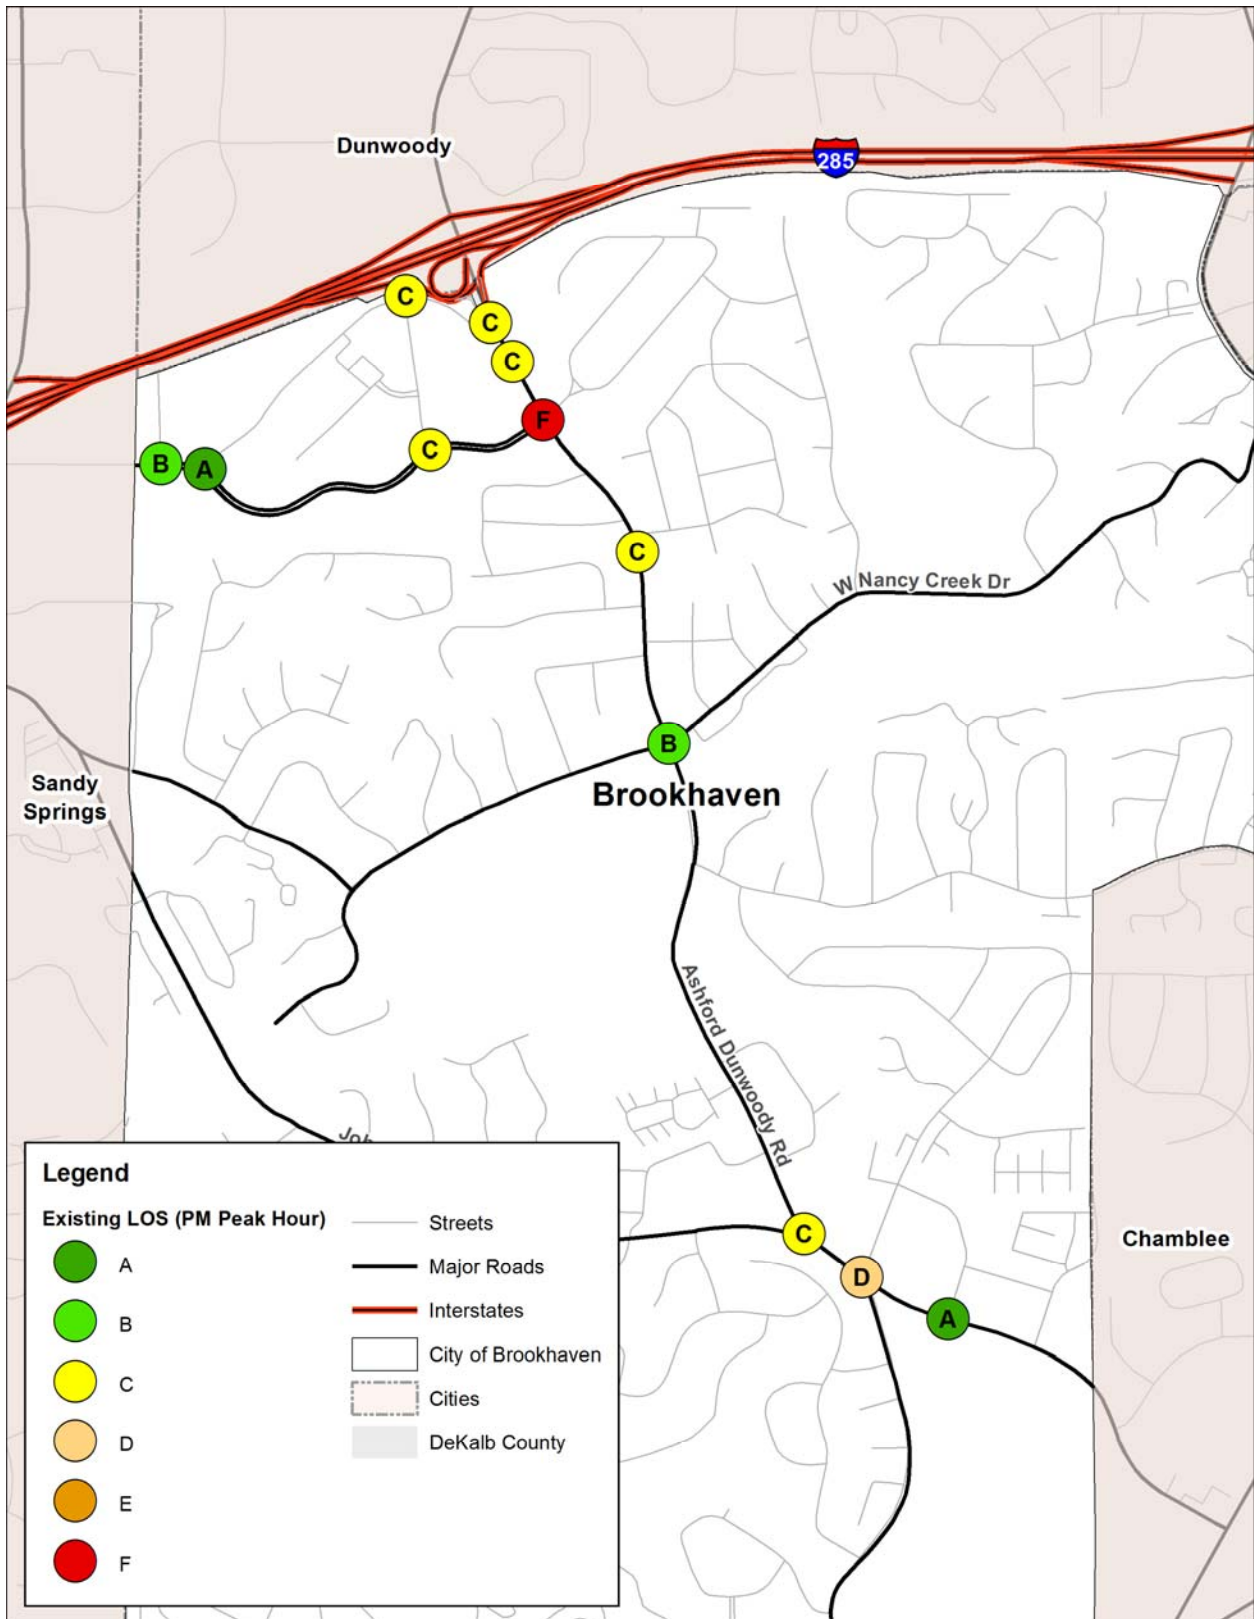 Dunwoody
285
C
C
C
F
C
B
A
C
W Nancy Creek Dr
B
Brookhaven
Sandy
Springs
Ashford Dunwoody Rd
Joh
C
D
A
Chamblee
Legend
Existing LOS (PM Peak Hour)
A
B
C
D
E
F
Streets
Major Roads
Interstates
City of Brookhaven
Cities
DeKalb County